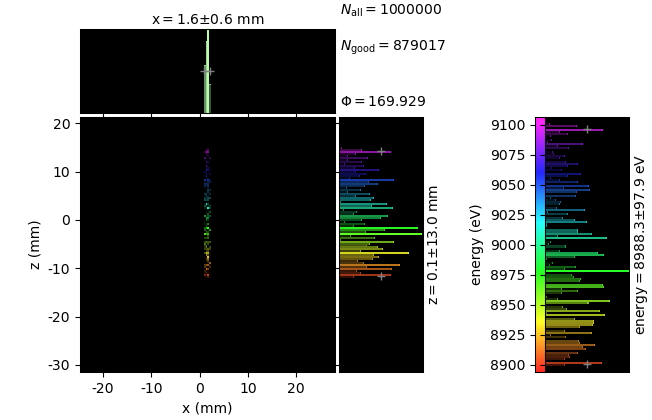 x = 1.6±0.6 mm
N_all = 1000000
N_good = 879017
Φ = 169.929
z (mm)
20
10
0
-10
-20
-30
-20
-10
0
10
20
x (mm)
z = 0.1±13.0 mm
energy (eV)
9100
9075
9050
9025
9000
8975
8950
8925
8900
energy = 8988.3±97.9 eV